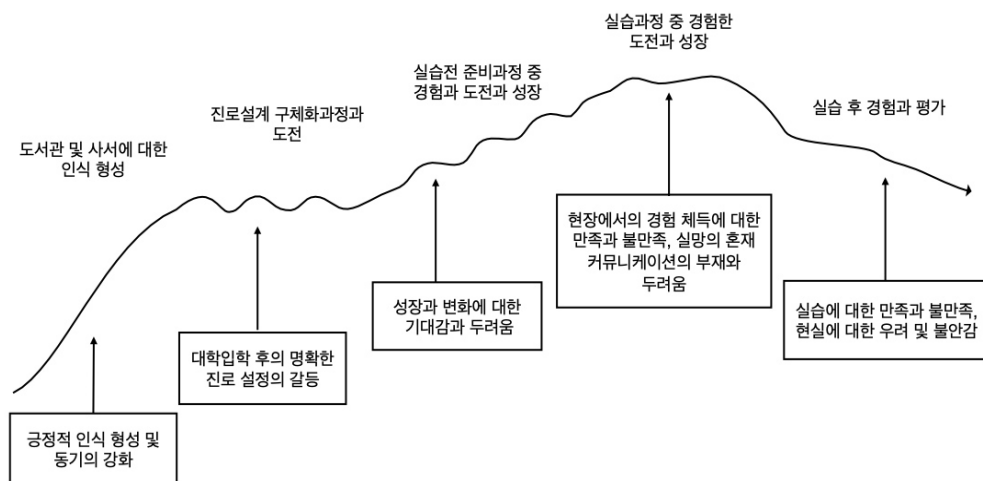 도서관 및 사서에 대한
인식 형성
진로설계 구체화과정과
도전
실습전 준비과정 중
경험과 도전과 성장
실습과정 중 경험한
도전과 성장
실습 후 경험과 평가
긍정적 인식 형성 및
동기의 강화
대학입학 후의 명확한
진로 설정의 갈등
성장과 변화에 대한
기대감과 두려움
현장에서의 경험 체득에 대한
만족과 불만족, 실망의 혼재
커뮤니케이션의 부재와
두려움
실습에 대한 만족과 불만족,
현실에 대한 우려 및 불안감